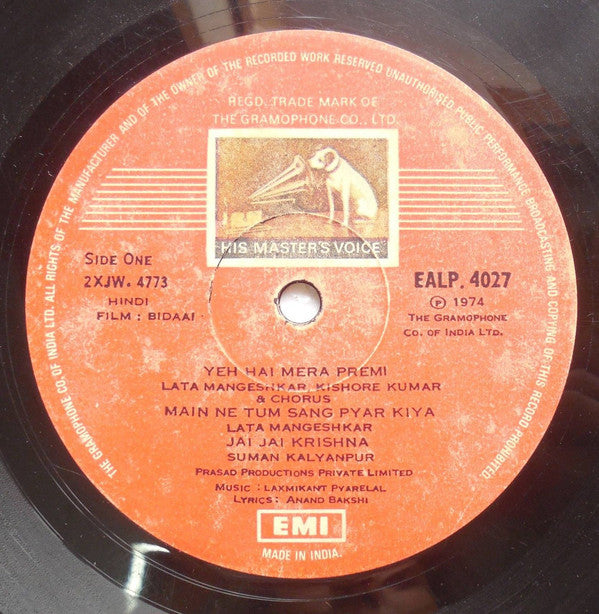 THE GRAMOPHONE CO. OF INDIA LTD. ALL RIGHTS OF THE MANUFACTURER AND OF THE OWNER OF THE RECORDED WORK RESERVED UNAUTHORISED PUBLIC PERFORMANCE BROADCASTING AND COPYING OF THIS RECORD PROHIBITED.
REGD. TRADE MARK OF
THE GRAMOPHONE CO., LTD.
HIS MASTER'S VOICE
Side One
2XJW. 4773
HINDI
FILM : BIDAAI
EALP. 4027
℗ 1974
THE GRAMOPHONE
CO. OF INDIA LTD.
YEH HAI MERA PREMI
LATA MANGESHKAR, KISHORE KUMAR
& CHORUS
MAIN NE TUM SANG PYAR KIYA
LATA MANGESHKAR
JAI JAI KRISHNA
SUMAN KALYANPUR
PRASAD PRODUCTIONS PRIVATE LIMITED
MUSIC : LAXMIKANT PYARELAL
LYRICS : ANAND BAKSHI
EMI
MADE IN INDIA.